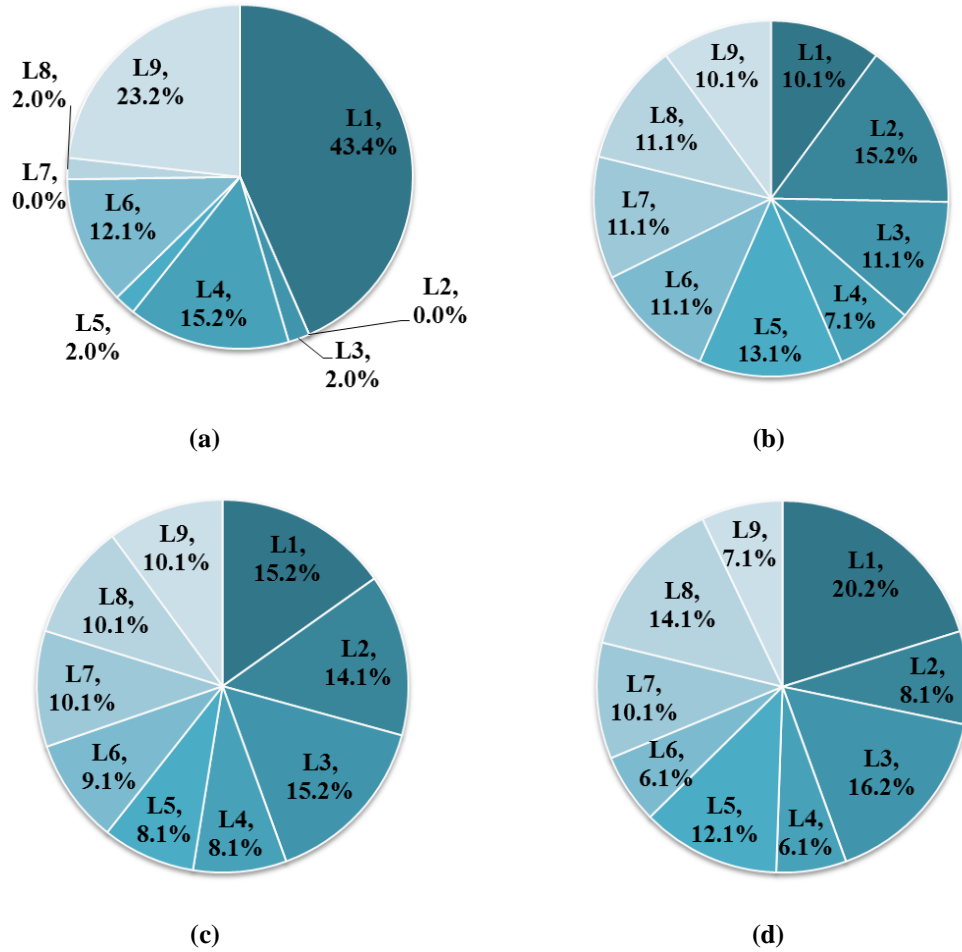 L1,
43.4%
L2,
0.0%
L3,
2.0%
L4,
15.2%
L5,
2.0%
L6,
12.1%
L7,
0.0%
L8,
2.0%
L9,
23.2%
(a)
L1,
10.1%
L2,
15.2%
L3,
11.1%
L4,
7.1%
L5,
13.1%
L6,
11.1%
L7,
11.1%
L8,
11.1%
L9,
10.1%
(b)
L1,
15.2%
L2,
14.1%
L3,
15.2%
L4,
8.1%
L5,
8.1%
L6,
9.1%
L7,
10.1%
L8,
10.1%
L9,
10.1%
(c)
L1,
20.2%
L2,
8.1%
L3,
16.2%
L4,
6.1%
L5,
12.1%
L6,
6.1%
L7,
10.1%
L8,
14.1%
L9,
7.1%
(d)